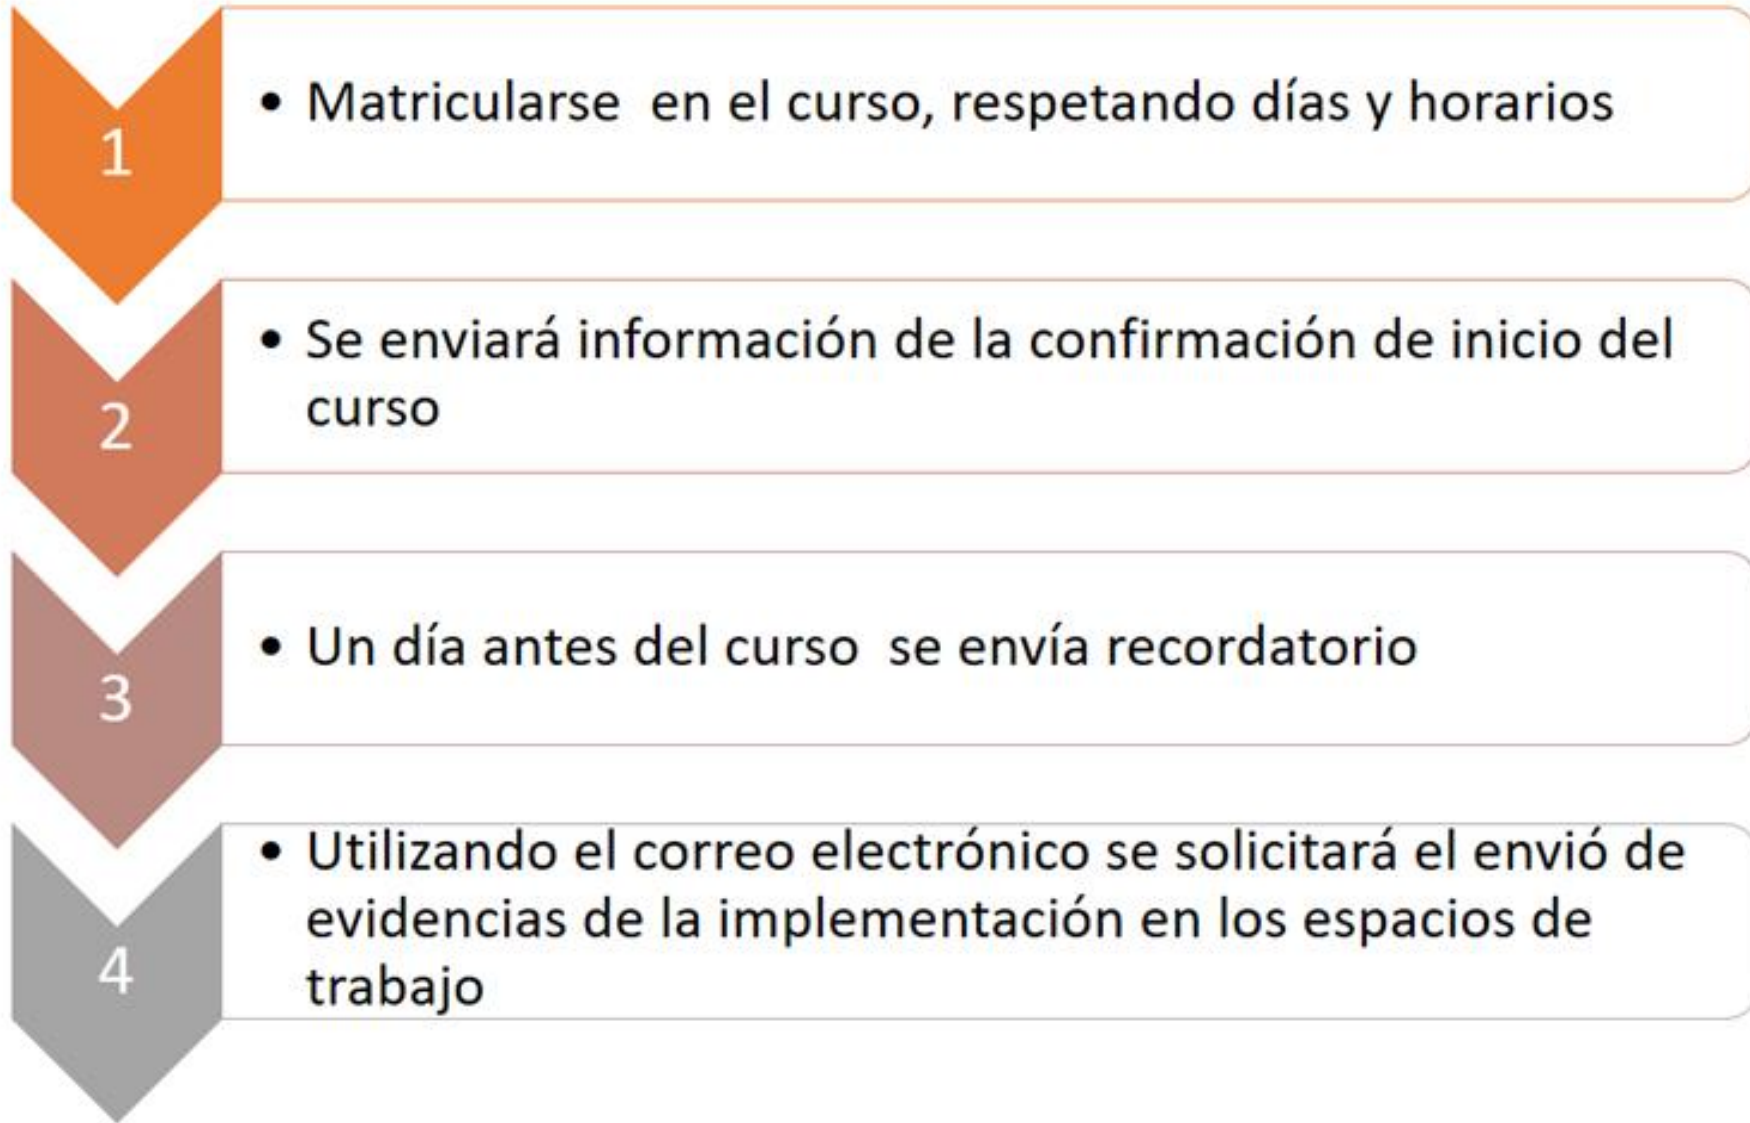 1
• Matricularse  en el curso, respetando días y horarios
2
• Se enviará información de la confirmación de inicio del
curso
3
• Un día antes del curso  se envía recordatorio
4
• Utilizando el correo electrónico se solicitará el envió de
evidencias de la implementación en los espacios de
trabajo